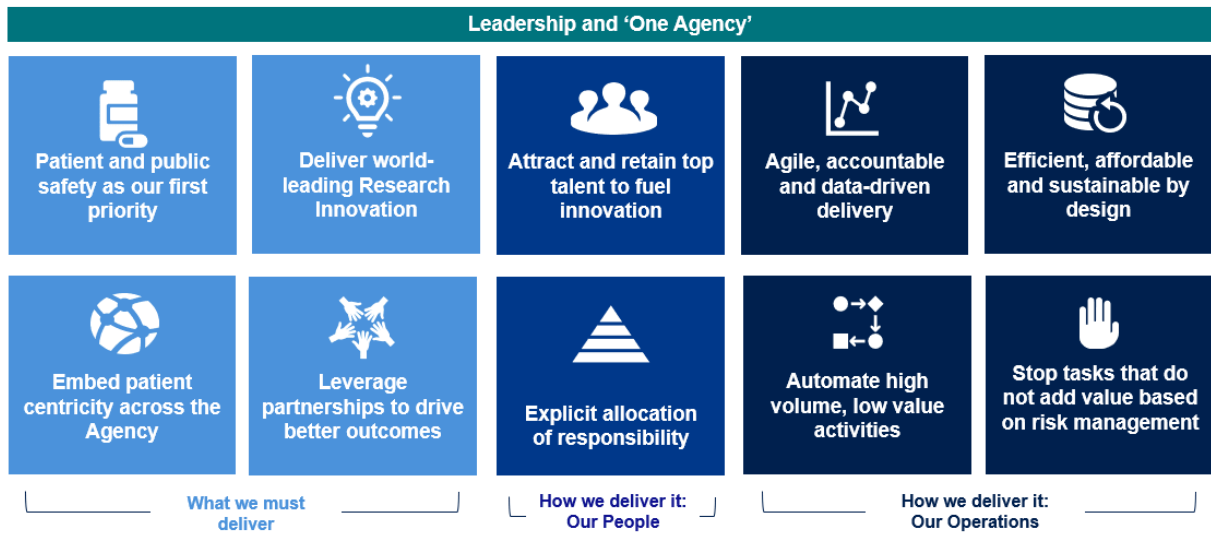 Leadership and ‘One Agency’
Patient and public
safety as our first
priority
Deliver world-
leading Research
Innovation
Attract and retain top
talent to fuel
innovation
Agile, accountable
and data-driven
delivery
Efficient, affordable
and sustainable by
design
Embed patient
centricity across the
Agency
Leverage
partnerships to drive
better outcomes
Explicit allocation
of responsibility
Automate high
volume, low value
activities
Stop tasks that do
not add value based
on risk management
What we must
deliver
How we deliver it:
Our People
How we deliver it:
Our Operations